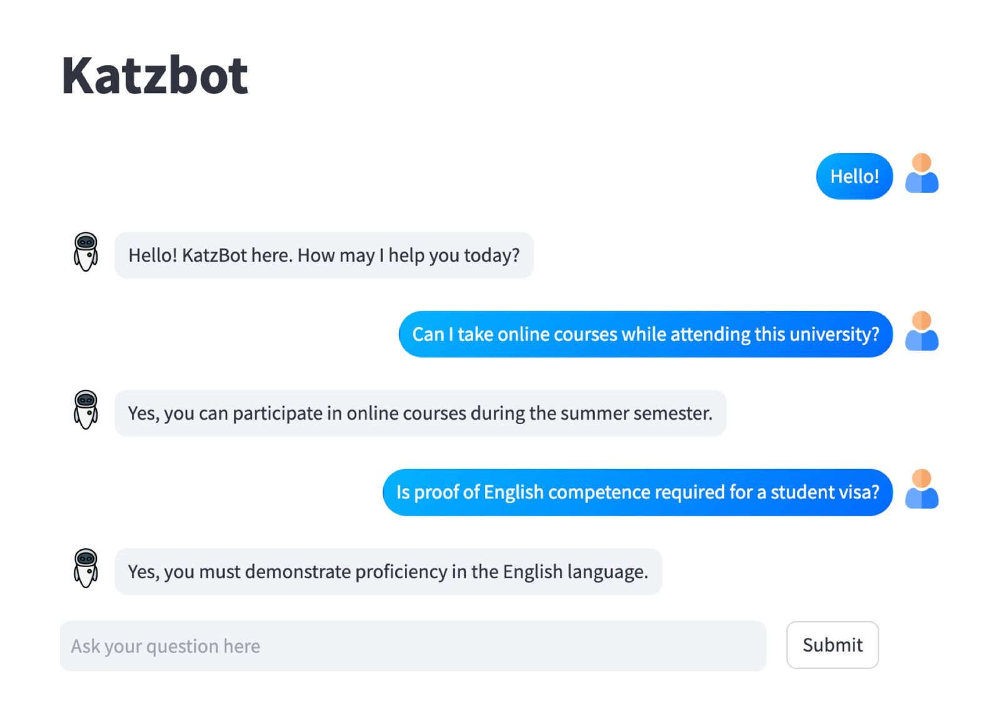 Katzbot
Hello!
Hello! KatzBot here. How may I help you today?
Can I take online courses while attending this university?
Yes, you can participate in online courses during the summer semester.
Is proof of English competence required for a student visa?
Yes, you must demonstrate proficiency in the English language.
Ask your question here
Submit